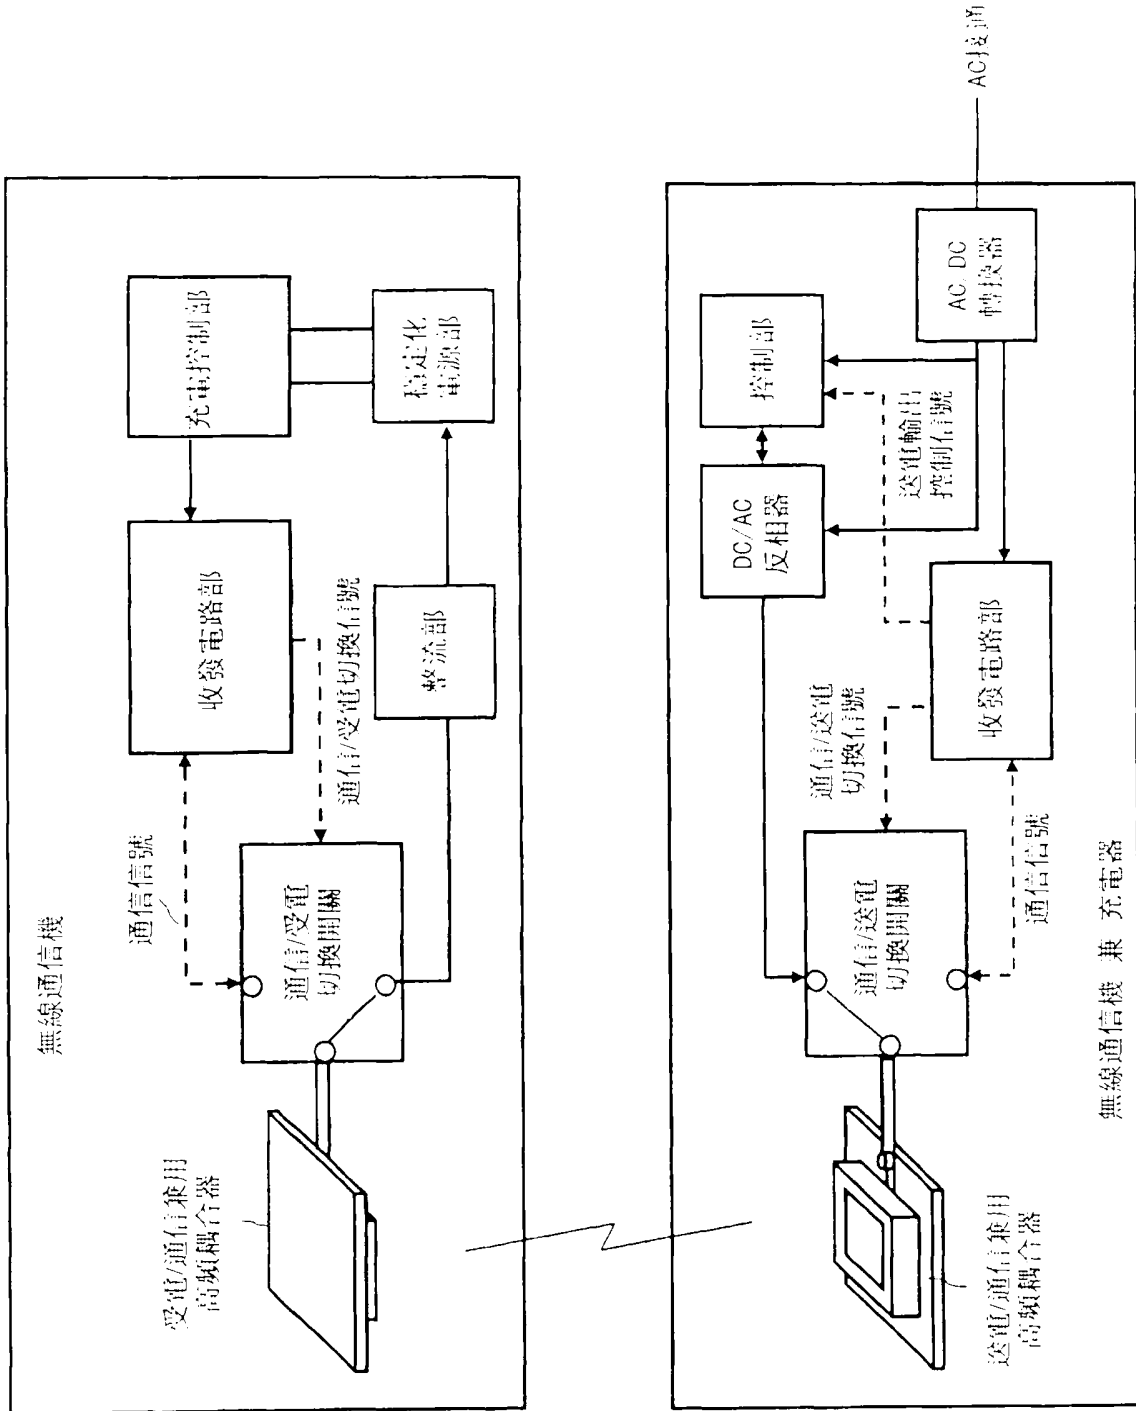 無線通信機
受電/通信兼用
高頻耦合器
通信信號
通信/受電
切換開關
收發電路部
通信/受電切換信號
充電控制部
整流部
穩定化
電源部
送電/通信兼用
高頻耦合器
通信/送電
切換開關
通信/送電
切換信號
DC/AC
反相器
控制部
送電輸出
控制信號
收發電路部
通信信號
AC/DC
轉換器
AC接通
無線通信機 兼 充電器